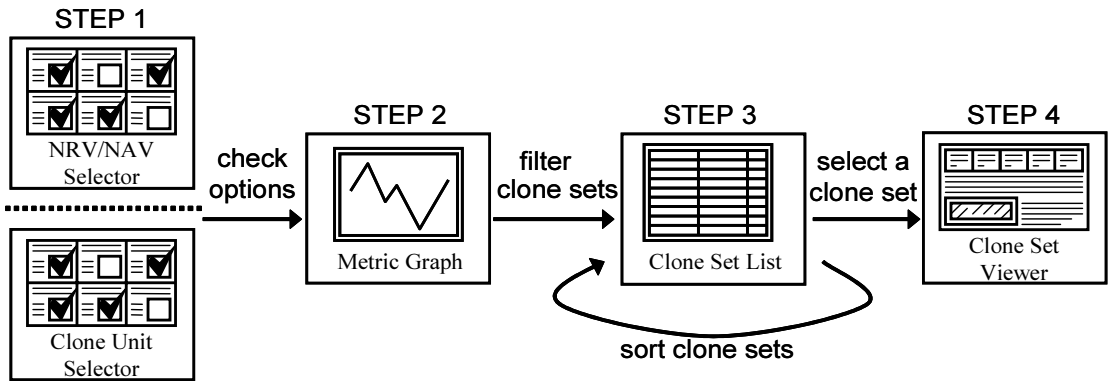 STEP 1
NRV/NAV
Selector
Clone Unit
Selector
check
options
STEP 2
Metric Graph
filter
clone sets
STEP 3
Clone Set List
sort clone sets
select a
clone set
STEP 4
Clone Set
Viewer